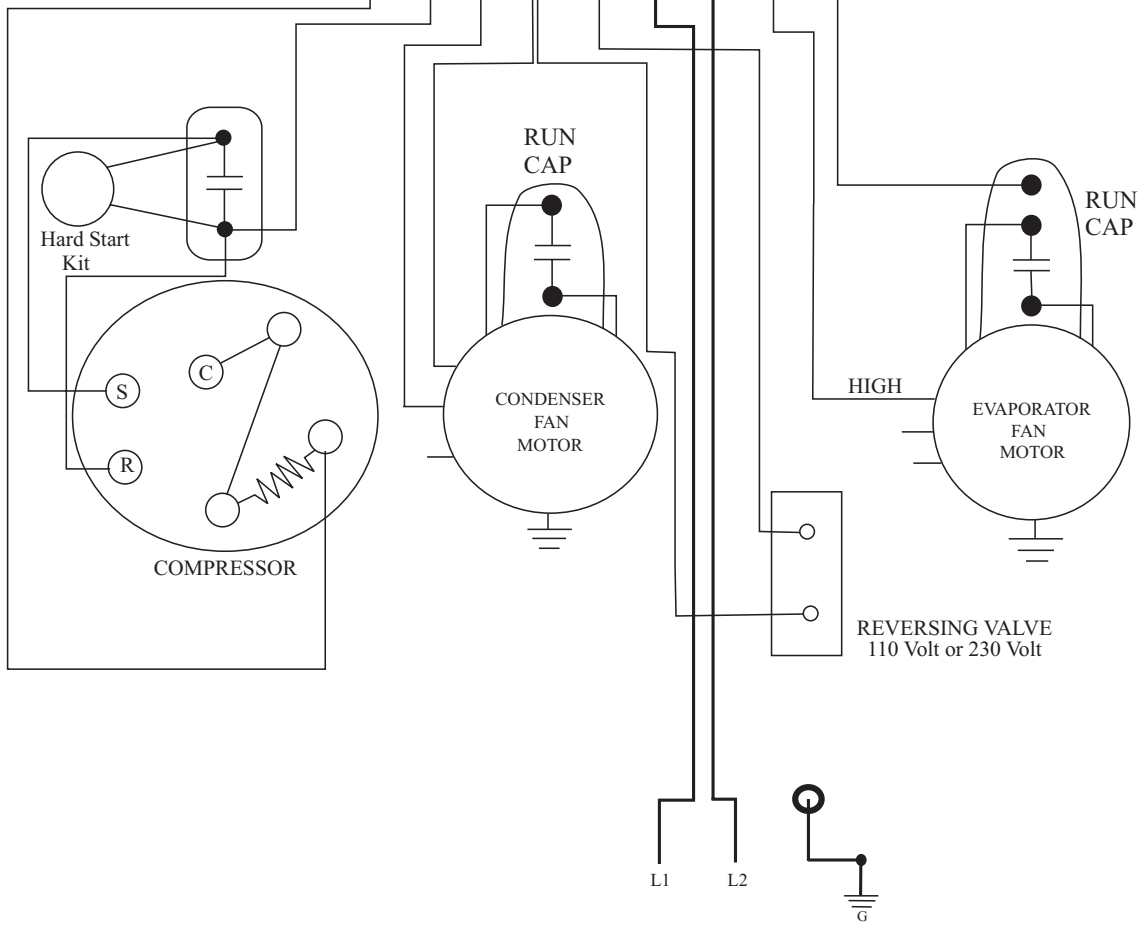 RUN
CAP
RUN
CAP
Hard Start
Kit
S
C
R
COMPRESSOR
CONDENSER
FAN
MOTOR
HIGH
EVAPORATOR
FAN
MOTOR
REVERSING VALVE
110 Volt or 230 Volt
L1
L2
G